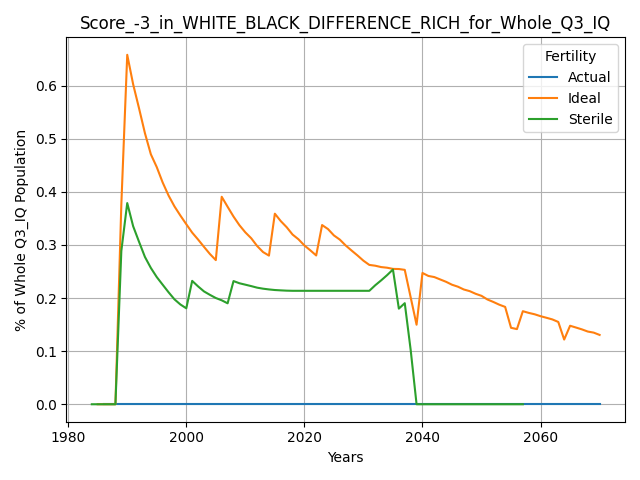 Score_-3_in_WHITE_BLACK_DIFFERENCE_RICH_for_Whole_Q3_IQ
Fertility
Actual
Ideal
Sterile
% of Whole Q3_IQ Population
0.6
0.5
0.4
0.3
0.2
0.1
0.0
1980
2000
2020
2040
2060
Years